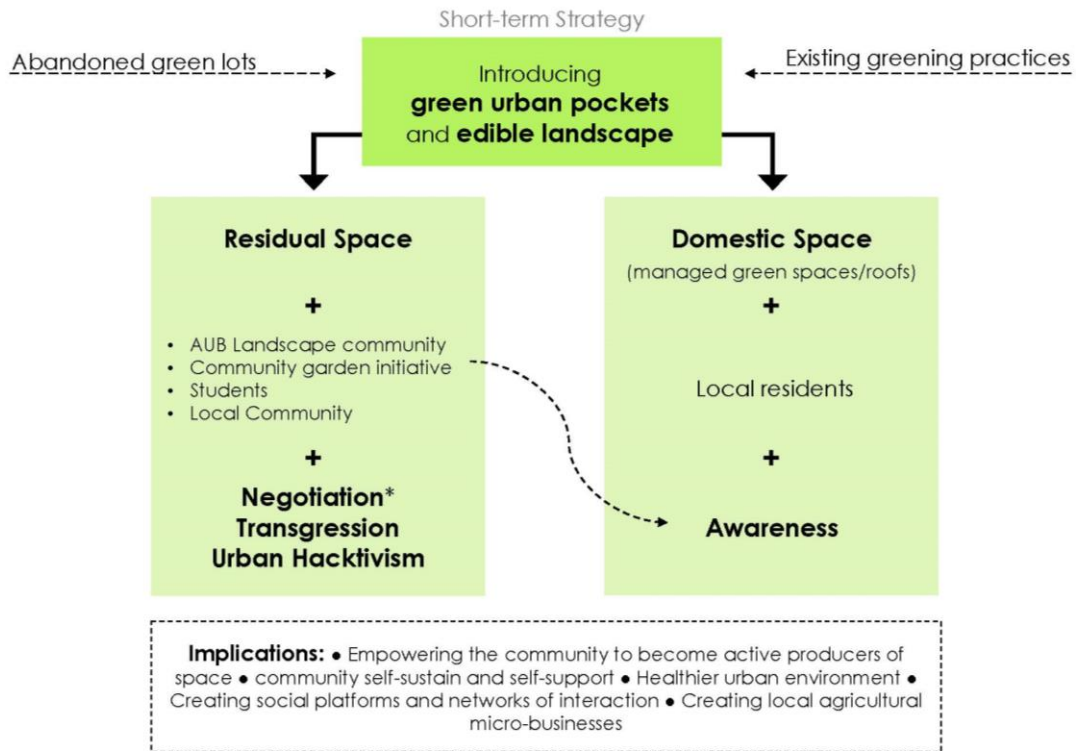 Short-term Strategy
Abandoned green lots
Existing greening practices
Introducing
green urban pockets
and edible landscape
Residual Space
+
• AUB Landscape community
• Community garden initiative
• Students
• Local Community
+
Negotiation*
Transgression
Urban Hacktivism
Domestic Space
(managed green spaces/roofs)
+
Local residents
+
Awareness
Implications: ● Empowering the community to become active producers of
space ● community self-sustain and self-support ● Healthier urban environment ●
Creating social platforms and networks of interaction ● Creating local agricultural
micro-businesses